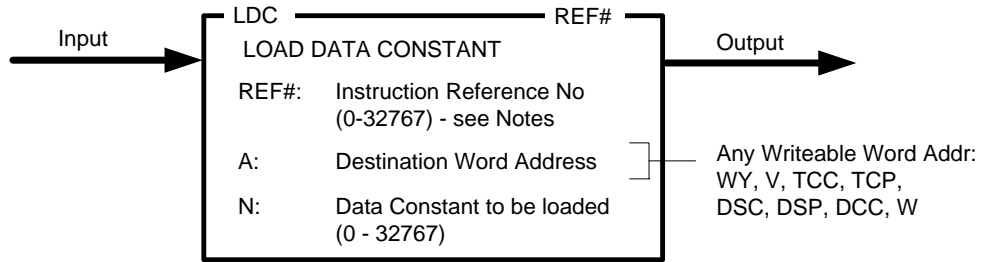 LDC REF#
Input
LOAD DATA CONSTANT
Output
REF#: Instruction Reference No
(0-32767) - see Notes
A: Destination Word Address
Any Writeable Word Addr:
WY, V, TCC, TCP,
DSC, DSP, DCC, W
N: Data Constant to be loaded
(0 - 32767)